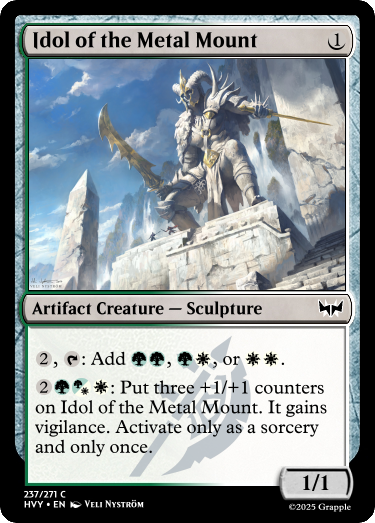 Idol of the Metal Mount 1
VELI NYSTRÖM
Artifact Creature — Sculpture
2, : Add , , or .
2 : Put three +1/+1 counters
on Idol of the Metal Mount. It gains
vigilance. Activate only as a sorcery
and only once.
1/1
237/271 C
HVY • EN VELI NYSTRÖM
©2025 Grapple